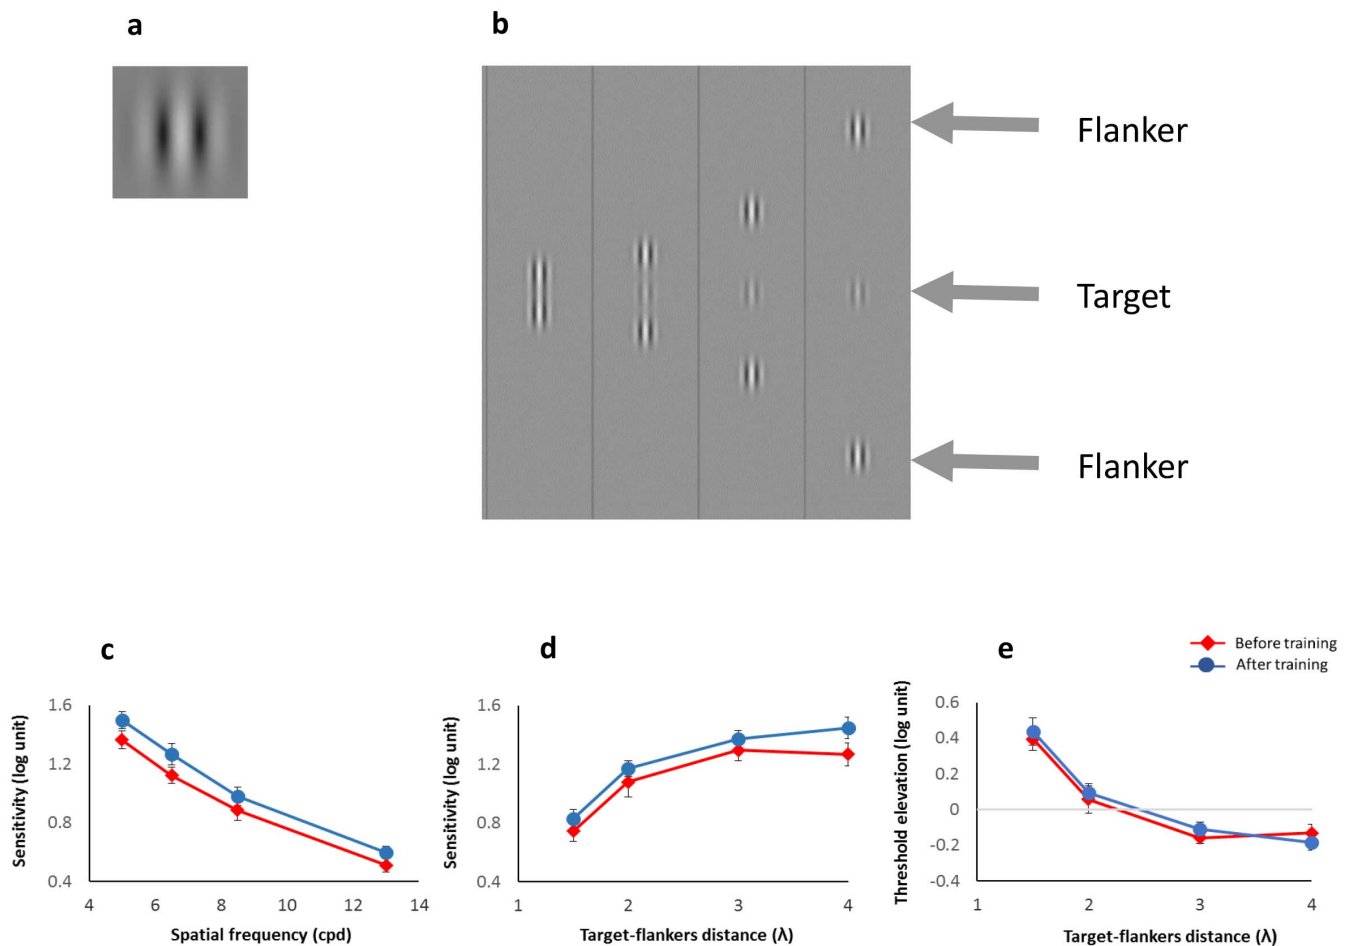 a
b
Flanker
Target
Flanker
c
d
e
Before training
After training
Sensitivity (log unit)
1.6
1.2
0.8
0.4
4
6
8
10
12
14
Spatial frequency (cpd)
Sensitivity (log unit)
1.6
1.2
0.8
0.4
1
2
3
4
Target-flankers distance (λ)
Threshold elevation (log unit)
0.6
0.4
0.2
0
-0.2
-0.4
1
2
3
4
Target-flankers distance (λ)